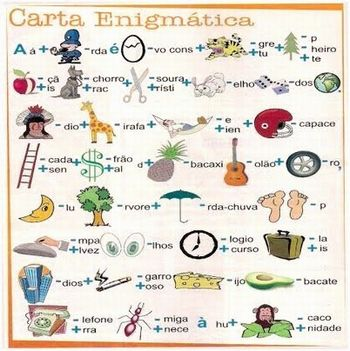 Carta Enigmática
A á + -rda é -vo cons + + -gre tu + - p heiro te
+ çã is - chorro +rac - soura +rísti -elho+ -dos
-dio+ - irafa + - e ien + - capace
-cada +sen + -frão +al d+ - bacaxi -olão+ - ro,
- lu - rvore+ -rda-chuva - p
- mpa +lvez -lhos - logio +curso - la + is
-dios+ -garro +oso -ijo -bacate
- lefone +rra - miga +nece à hu+ - caco +nidade